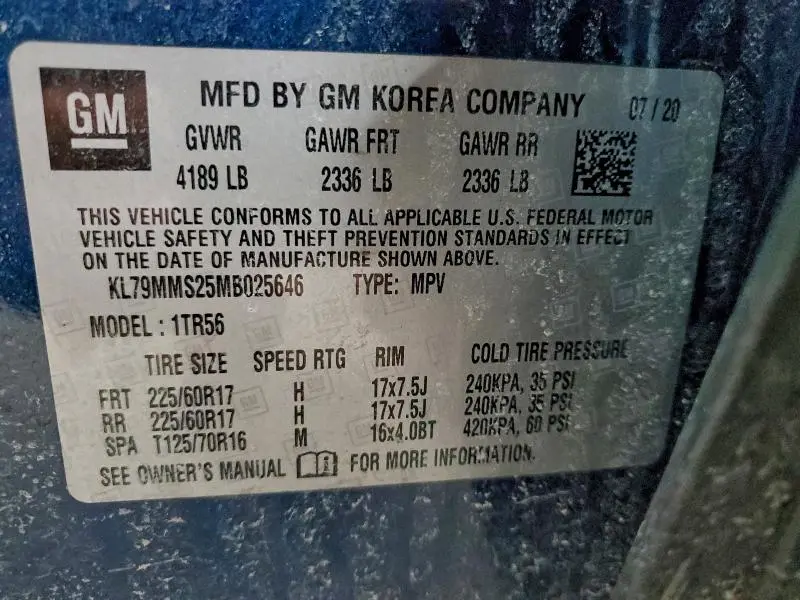 GM MFD BY GM KOREA COMPANY 07/20
GVWR GAWR FRT GAWR RR
4189 LB 2336 LB 2336 LB
THIS VEHICLE CONFORMS TO ALL APPLICABLE U.S. FEDERAL MOTOR
VEHICLE SAFETY AND THEFT PREVENTION STANDARDS IN EFFECT
ON THE DATE OF MANUFACTURE SHOWN ABOVE.
KL79MMS25MB025646 TYPE: MPV
MODEL : 1TR56
TIRE SIZE SPEED RTG RIM COLD TIRE PRESSURE
FRT 225/60R17 H 17x7.5J 240KPA, 35 PSI
RR 225/60R17 H 17x7.5J 240KPA, 35 PSI
SPA T125/70R16 M 16x4.0BT 420KPA, 60 PSI
SEE OWNER'S MANUAL FOR MORE INFORMATION.